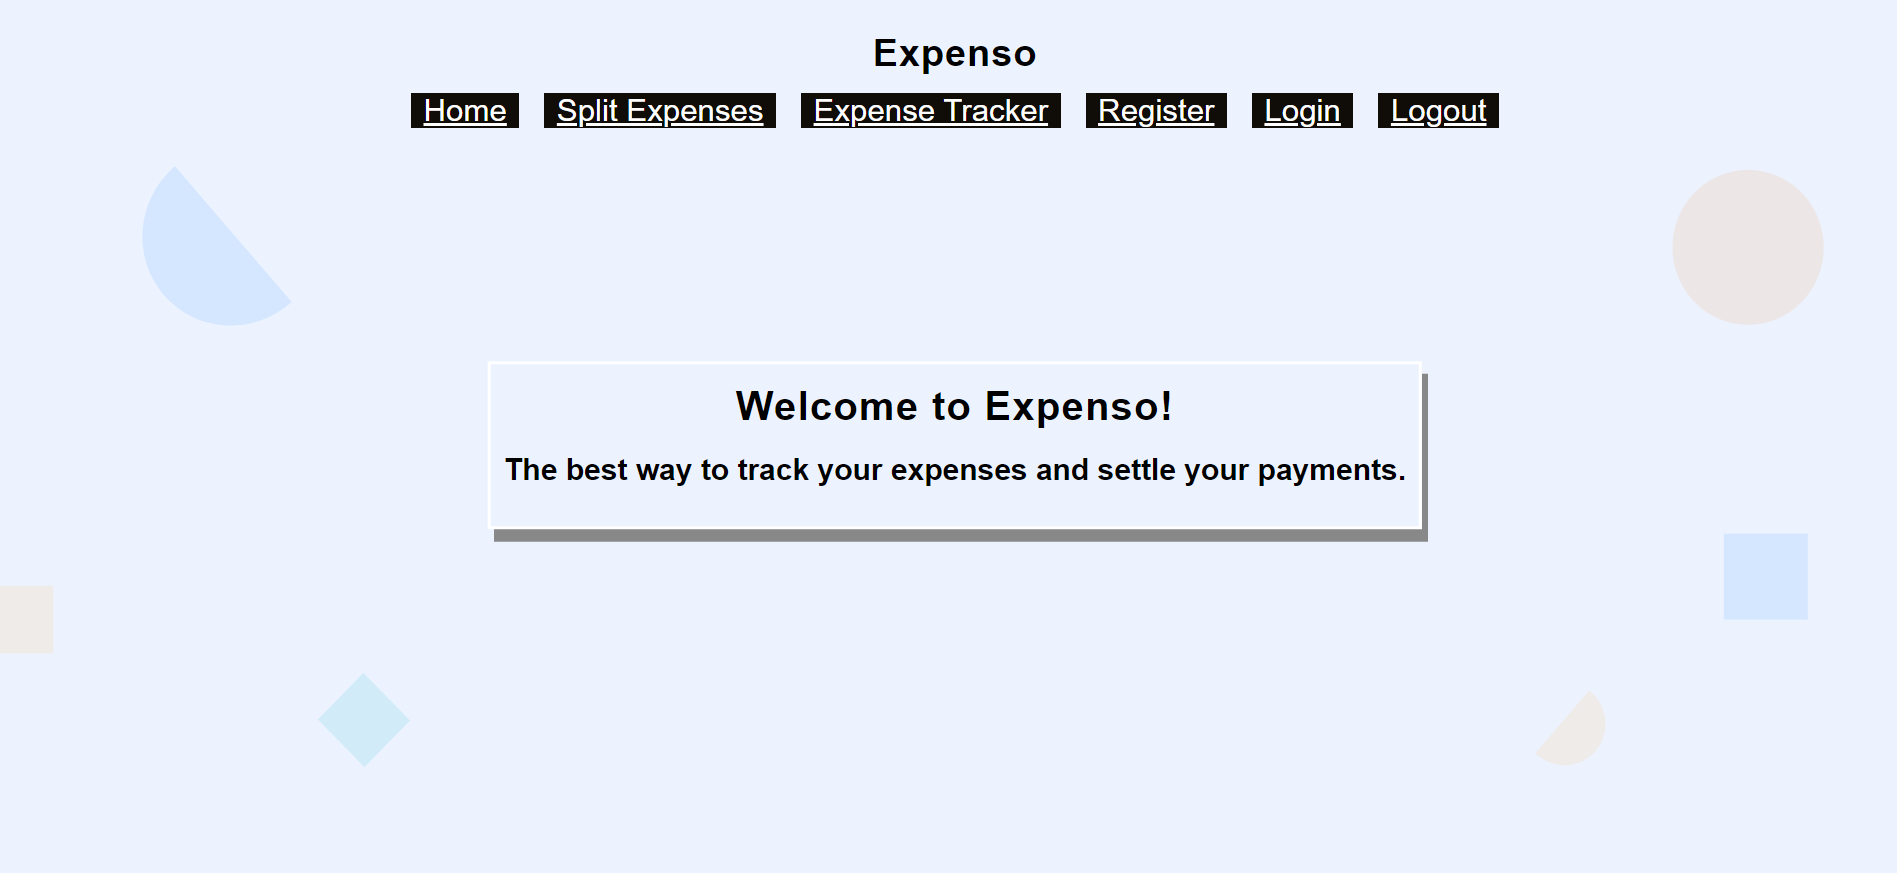 Expenso
Home Split Expenses Expense Tracker Register Login Logout
Welcome to Expenso!
The best way to track your expenses and settle your payments.